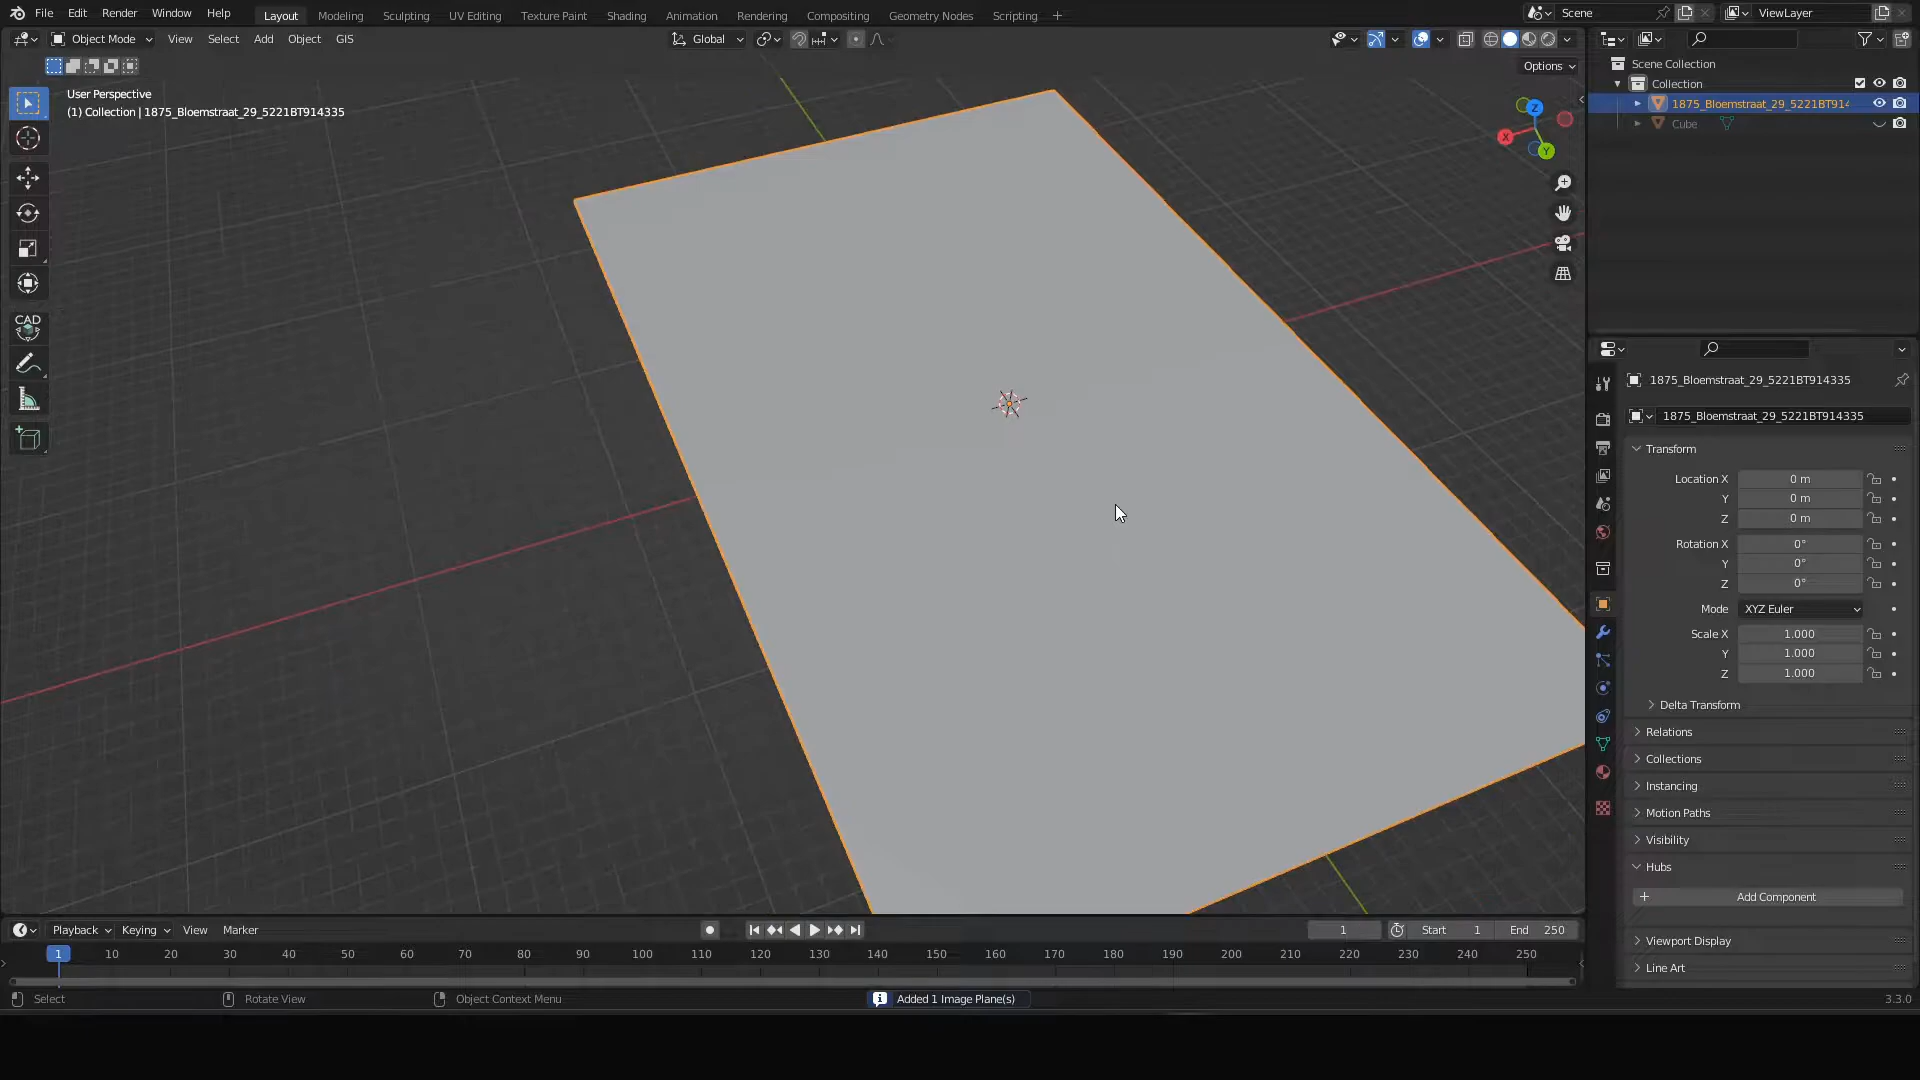 File Edit Render Window Help Layout Modeling Sculpting UV Editing Texture Paint Shading Animation Rendering Compositing Geometry Nodes Scripting + Scene ViewLayer
Object Mode View Select Add Object GIS Global
Options
User Perspective
(1) Collection | 1875_Bloemstraat_29_5221BT914335
X
Y
Z
CAD
Scene Collection
Collection
1875_Bloemstraat_29_5221BT914
Cube
1875_Bloemstraat_29_5221BT914335
1875_Bloemstraat_29_5221BT914335
Transform
Location X 0 m
Y 0 m
Z 0 m
Rotation X 0°
Y 0°
Z 0°
Mode XYZ Euler
Scale X 1.000
Y 1.000
Z 1.000
Delta Transform
Relations
Collections
Instancing
Motion Paths
Visibility
Hubs
+ Add Component
Viewport Display
Line Art
Playback Keying View Marker 1 Start 1 End 250
1 10 20 30 40 50 60 70 80 90 100 110 120 130 140 150 160 170 180 190 200 210 220 230 240 250
Select Rotate View Object Context Menu Added 1 Image Plane(s) 3.3.0